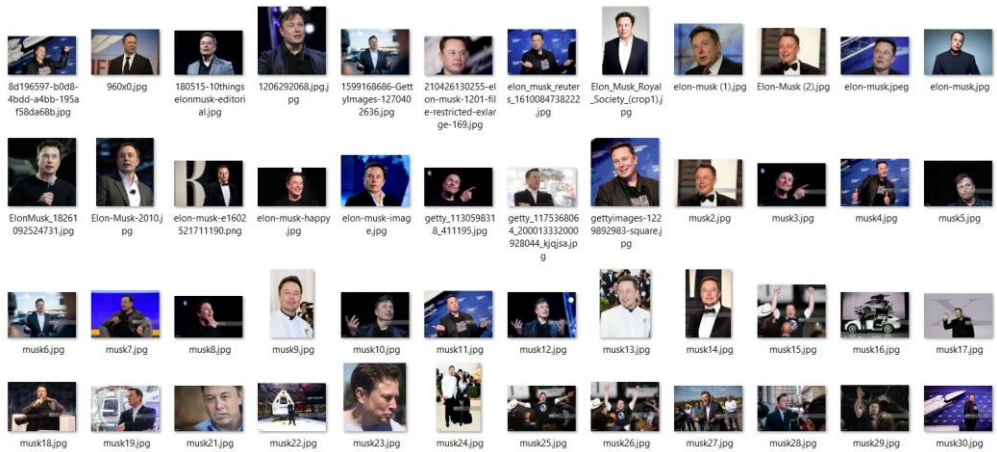 8d196597-b0d8-
4bdd-a4bb-195a
f58da68b.jpg
960x0.jpg
180515-10things
elonmusk-editori
al.jpg
1206292068.jpg.j
pg
1599168686-Gett
yImages-127040
2636.jpg
210426130255-el
on-musk-1201-fil
e-restricted-exlar
ge-169.jpg
elon_musk_reuter
s_1610084738222
.jpg
Elon_Musk_Royal
_Society_(crop1).j
pg
elon-musk (1).jpg
Elon-Musk (2).jpg
elon-musk.jpeg
elon-musk.jpg
ElonMusk_18261
092524731.jpg
Elon-Musk-2010.j
pg
elon-musk-e1602
521711190.png
elon-musk-happy
.jpg
elon-musk-imag
e.jpg
getty_113059831
8_411195.jpg
getty_117536806
4_200013332000
928044_kjqjsa.jp
g
gettyimages-122
9892983-square.j
pg
musk2.jpg
musk3.jpg
musk4.jpg
musk5.jpg
musk6.jpg
musk7.jpg
musk8.jpg
musk9.jpg
musk10.jpg
musk11.jpg
musk12.jpg
musk13.jpg
musk14.jpg
musk15.jpg
musk16.jpg
musk17.jpg
musk18.jpg
musk19.jpg
musk21.jpg
musk22.jpg
musk23.jpg
musk24.jpg
musk25.jpg
musk26.jpg
musk27.jpg
musk28.jpg
musk29.jpg
musk30.jpg